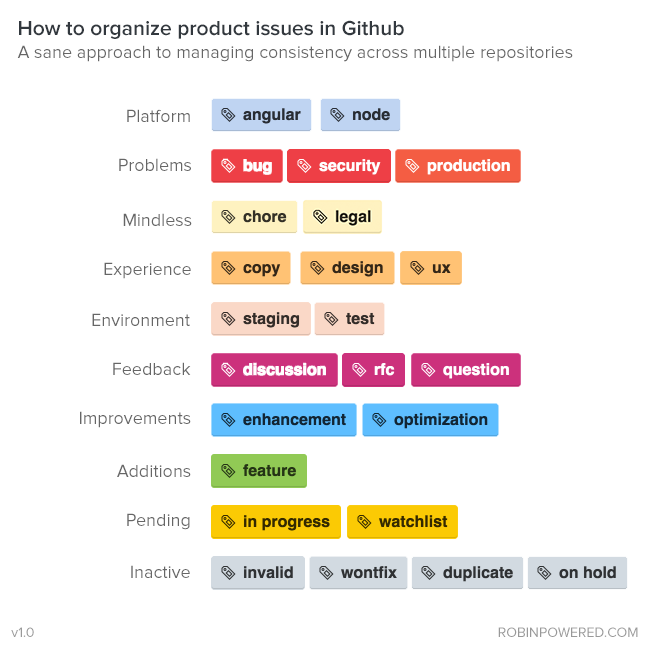 How to organize product issues in Github
A sane approach to managing consistency across multiple repositories
Platform angular node
Problems bug security production
Mindless chore legal
Experience copy design ux
Environment staging test
Feedback discussion rfc question
Improvements enhancement optimization
Additions feature
Pending in progress watchlist
Inactive invalid wontfix duplicate on hold
v1.0 ROBINPOWERED.COM